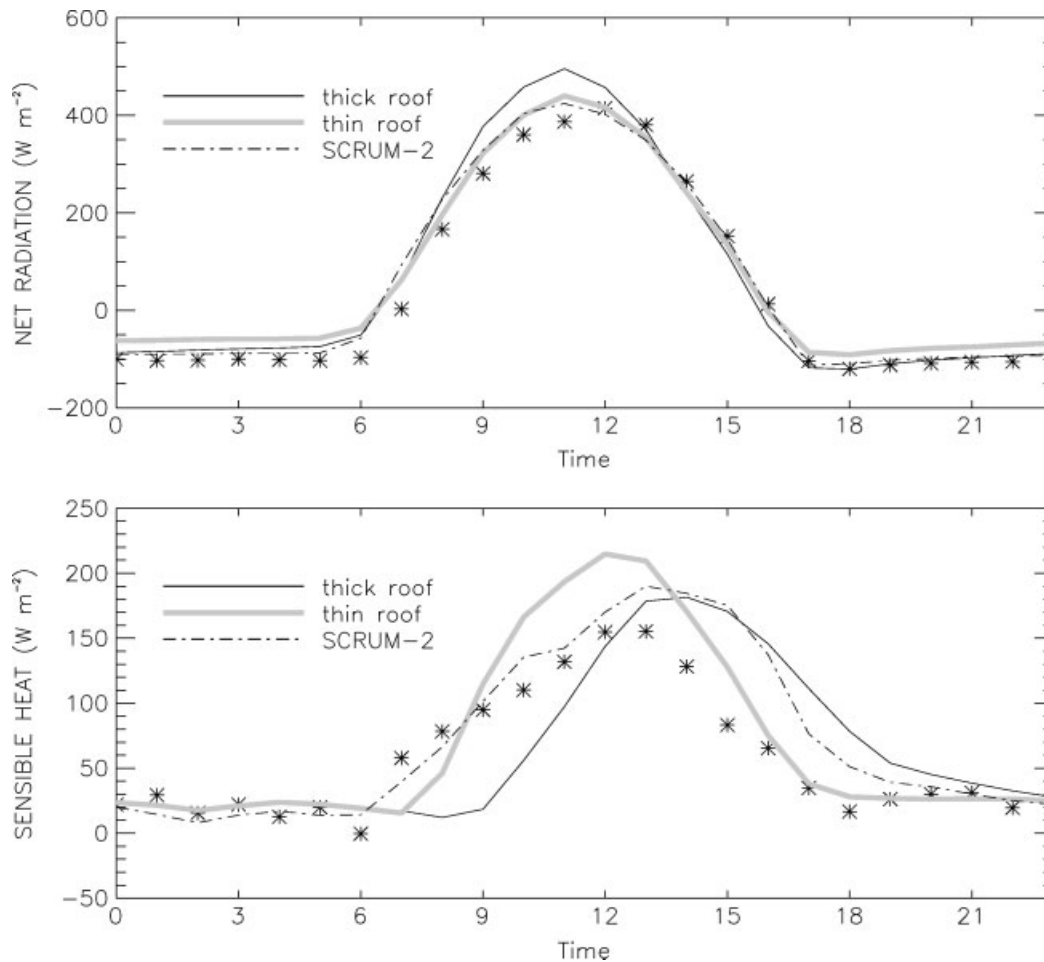 600
400
200
0
−200
NET RADIATION (W m⁻²)
thick roof
thin roof
SCRUM−2
0 3 6 9 12 15 18 21
Time
250
200
150
100
50
0
−50
SENSIBLE HEAT (W m⁻²)
thick roof
thin roof
SCRUM−2
0 3 6 9 12 15 18 21
Time